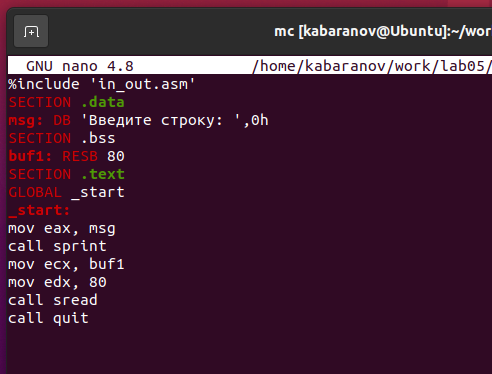 mc [kabaranov@Ubuntu]:~/wor
GNU nano 4.8 /home/kabaranov/work/lab05/
%include 'in_out.asm'
SECTION .data
msg: DB 'Введите строку: ',0h
SECTION .bss
buf1: RESB 80
SECTION .text
GLOBAL _start
_start:
mov eax, msg
call sprint
mov ecx, buf1
mov edx, 80
call sread
call quit